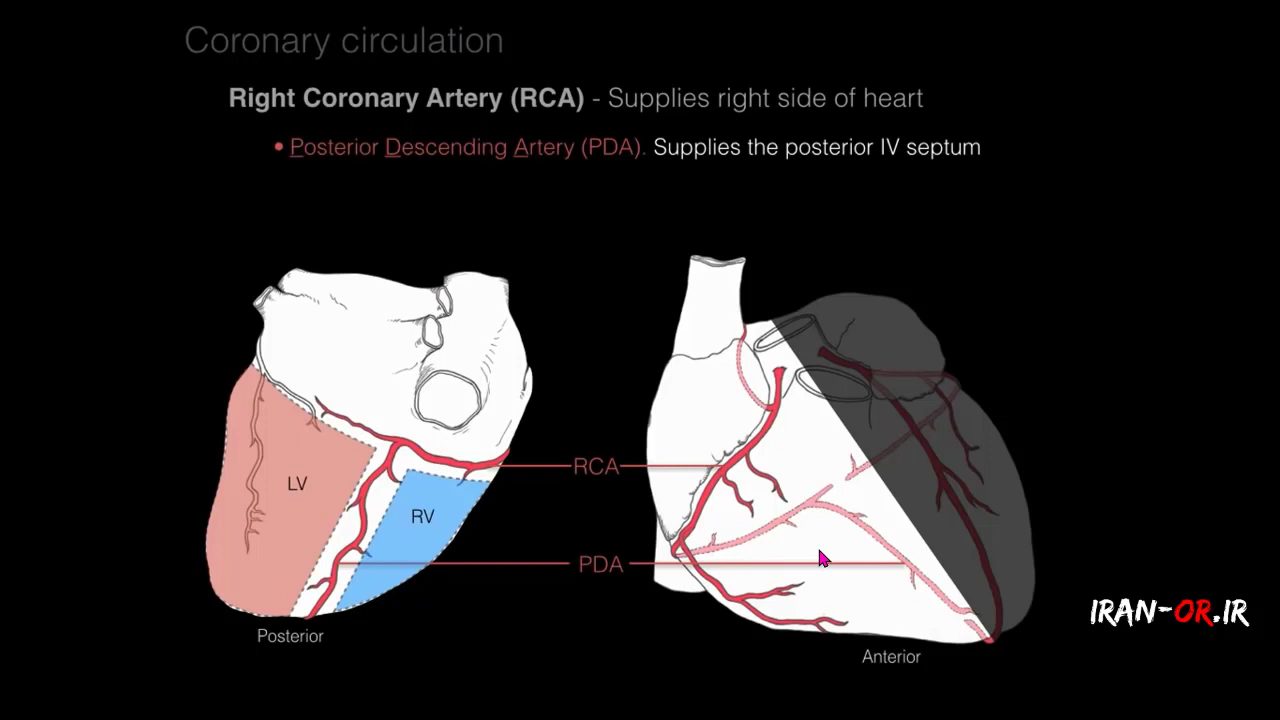 Coronary circulation
Right Coronary Artery (RCA) - Supplies right side of heart
• Posterior Descending Artery (PDA). Supplies the posterior IV septum
LV
RV
RCA
PDA
IRAN-OR.IR
Posterior
Anterior